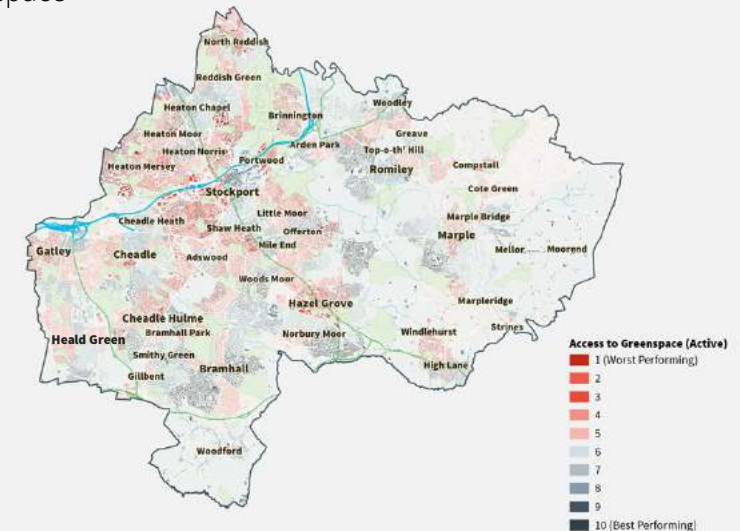 space
North Reddish
Reddish Green
Heaton Chapel
Woodley
Brinnington
Heaton Moor
Greave
Arden Park
Top-o-th' Hill
Heaton Norris
Portwood
Heaton Mersey
Romiley
Compstall
Stockport
Cote Green
Little Moor
Marple Bridge
Cheadle Heath
Shaw Heath
Offerton
Marple
Mile End
Gatley
Cheadle
Adswood
Mellor
Moorend
Woods Moor
Hazel Grove
Marpleridge
Cheadle Hulme
Bramhall Park
Norbury Moor
Windlehurst
Strines
Heald Green
Smithy Green
High Lane
Gillbent
Bramhall
Woodford
Access to Greenspace (Active)
1 (Worst Performing)
2
3
4
5
6
7
8
9
10 (Best Performing)